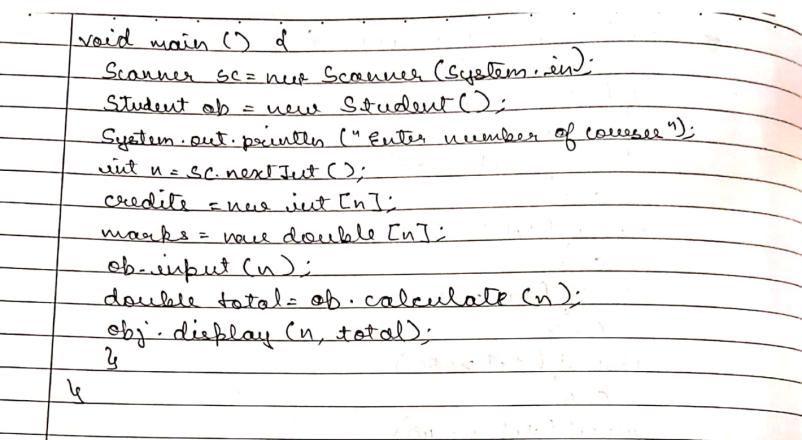 void main () {
Scanner sc = new Scanner (System.in);
Student ob = new Student ();
System.out.println ("Enter number of courses");
int n = sc.nextInt ();
credits = new int [n];
marks = new double [n];
ob.input (n);
double total = ob.calculate (n);
obj.display (n, total);
}
}